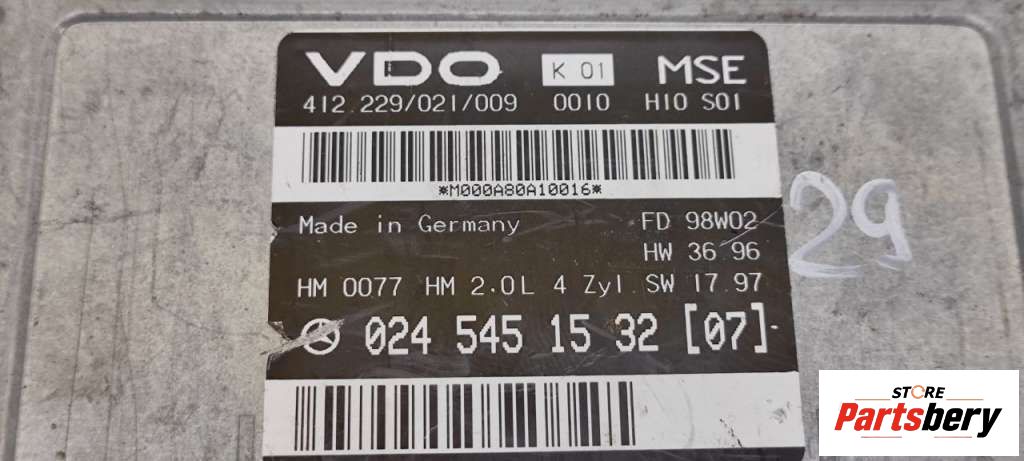 VDO K 01 MSE
412.229/021/009 0010 H10 S01
*M000A80A10016*
Made in Germany FD 98W02
HW 36 96
HM 0077 HM 2.0L 4 Zyl. SW 17.97
024 545 15 32 [07]
29
STORE
Partsbery